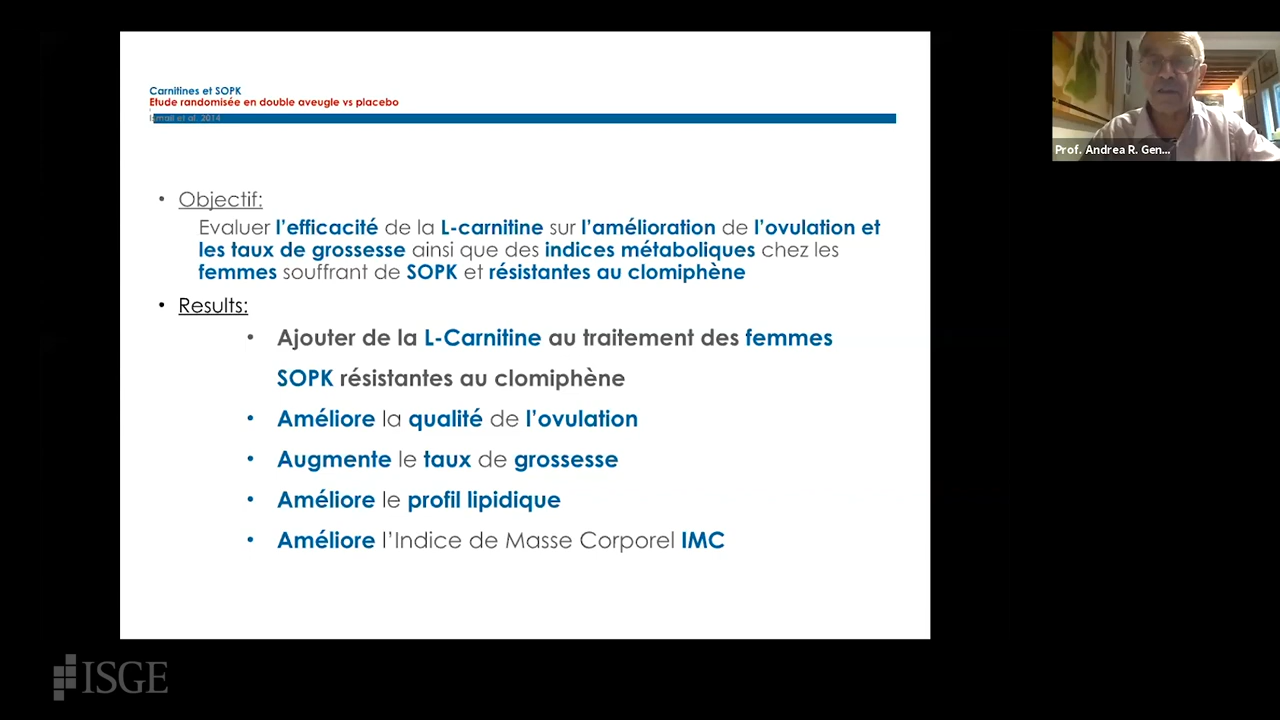 Carnitines et SOPK
Etude randomisée en double aveugle vs placebo
Ismail et al. 2014
• Objectif:
Evaluer l'efficacité de la L-carnitine sur l'amélioration de l'ovulation et
les taux de grossesse ainsi que des indices métaboliques chez les
femmes souffrant de SOPK et résistantes au clomiphène
• Results:
• Ajouter de la L-Carnitine au traitement des femmes
SOPK résistantes au clomiphène
• Améliore la qualité de l'ovulation
• Augmente le taux de grossesse
• Améliore le profil lipidique
• Améliore l'Indice de Masse Corporel IMC
Prof. Andrea R. Gen...
ISGE